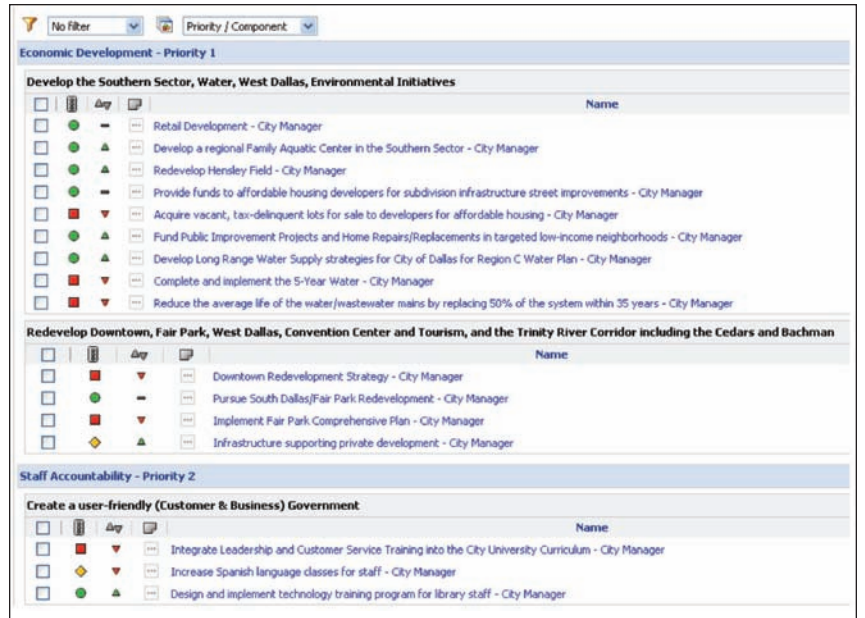 No filter Priority / Component
Economic Development - Priority 1
Develop the Southern Sector, Water, West Dallas, Environmental Initiatives
Name
Retail Development - City Manager
Develop a regional Family Aquatic Center in the Southern Sector - City Manager
Redevelop Hensley Field - City Manager
Provide funds to affordable housing developers for subdivision infrastructure street improvements - City Manager
Acquire vacant, tax-delinquent lots for sale to developers for affordable housing - City Manager
Fund Public Improvement Projects and Home Repairs/Replacements in targeted low-income neighborhoods - City Manager
Develop Long Range Water Supply strategies for City of Dallas for Region C Water Plan - City Manager
Complete and implement the 5-Year Water - City Manager
Reduce the average life of the water/wastewater mains by replacing 50% of the system within 35 years - City Manager
Redevelop Downtown, Fair Park, West Dallas, Convention Center and Tourism, and the Trinity River Corridor including the Cedars and Bachman
Name
Downtown Redevelopment Strategy - City Manager
Pursue South Dallas/Fair Park Redevelopment - City Manager
Implement Fair Park Comprehensive Plan - City Manager
Infrastructure supporting private development - City Manager
Staff Accountability - Priority 2
Create a user-friendly (Customer & Business) Government
Name
Integrate Leadership and Customer Service Training into the City University Curriculum - City Manager
Increase Spanish language classes for staff - City Manager
Design and implement technology training program for library staff - City Manager